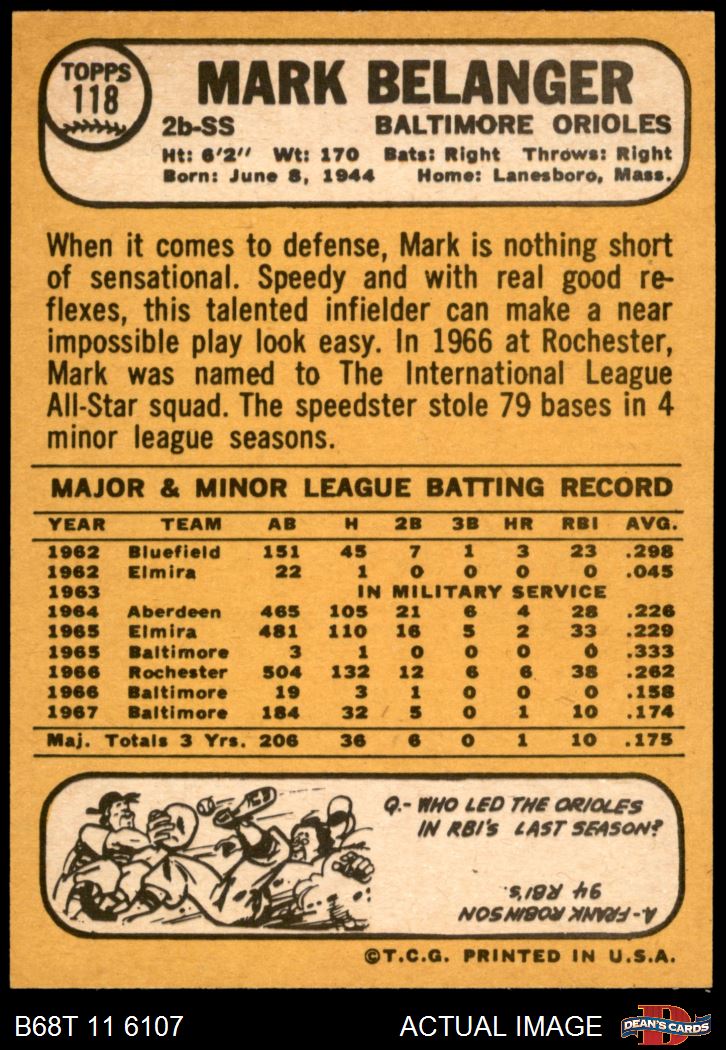 TOPPS
118
MARK BELANGER
2b-SS BALTIMORE ORIOLES
Ht: 6'2" Wt: 170 Bats: Right Throws: Right
Born: June 8, 1944 Home: Lanesboro, Mass.
When it comes to defense, Mark is nothing short
of sensational. Speedy and with real good re-
flexes, this talented infielder can make a near
impossible play look easy. In 1966 at Rochester,
Mark was named to The International League
All-Star squad. The speedster stole 79 bases in 4
minor league seasons.
MAJOR & MINOR LEAGUE BATTING RECORD
YEAR TEAM AB H 2B 3B HR RBI AVG.
1962 Bluefield 151 45 7 1 3 23 .298
1962 Elmira 22 1 0 0 0 0 .045
1963 IN MILITARY SERVICE
1964 Aberdeen 465 105 21 6 4 28 .226
1965 Elmira 481 110 16 5 2 33 .229
1965 Baltimore 3 1 0 0 0 0 .333
1966 Rochester 504 132 12 6 6 38 .262
1966 Baltimore 19 3 1 0 0 0 .158
1967 Baltimore 184 32 5 0 1 10 .174
Maj. Totals 3 Yrs. 206 36 6 0 1 10 .175
Q.- WHO LED THE ORIOLES
IN RBI'S LAST SEASON?
A- FRANK ROBINSON
94 RBI'S.
©T.C.G. PRINTED IN U.S.A.
B68T 11 6107 ACTUAL IMAGE
D
DEAN'S CARDS